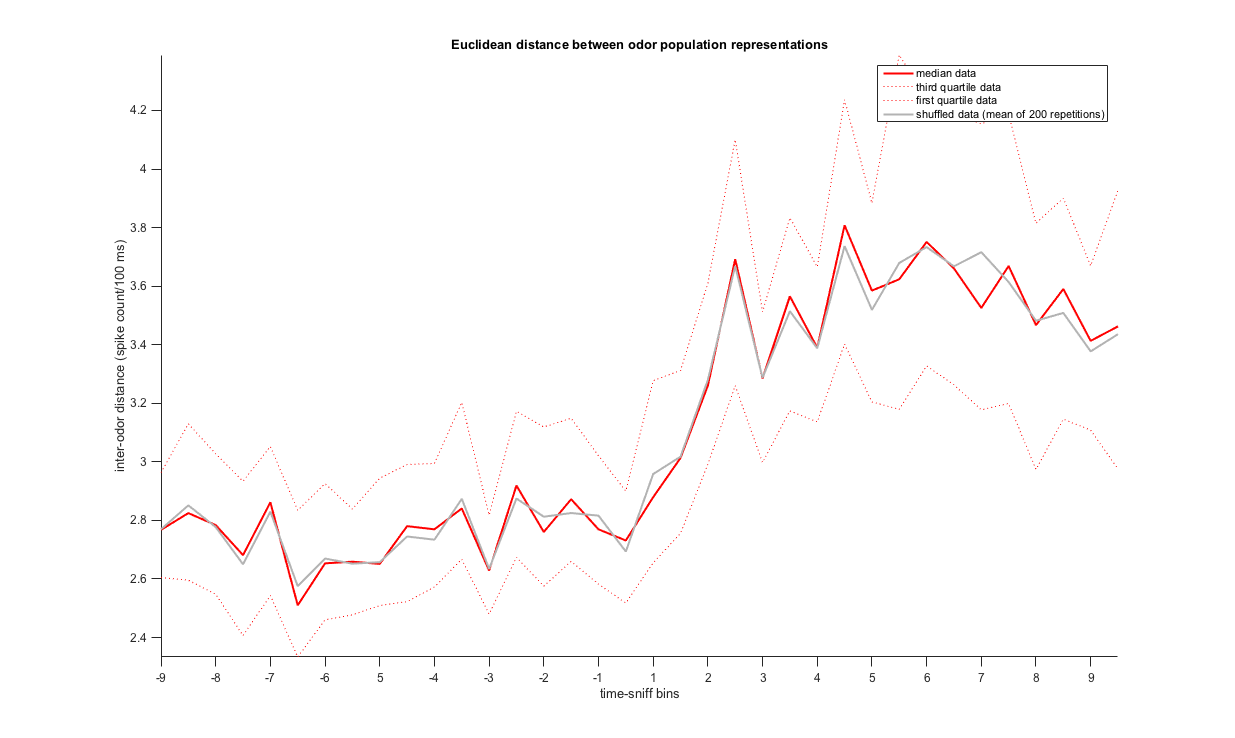 Euclidean distance between odor population representations
median data
third quartile data
first quartile data
shuffled data (mean of 200 repetitions)
inter-odor distance (spike count/100 ms)
4.2
4
3.8
3.6
3.4
3.2
3
2.8
2.6
2.4
-9 -8 -7 -6 5 -4 -3 -2 -1 1 2 3 4 5 6 7 8 9
time-sniff bins